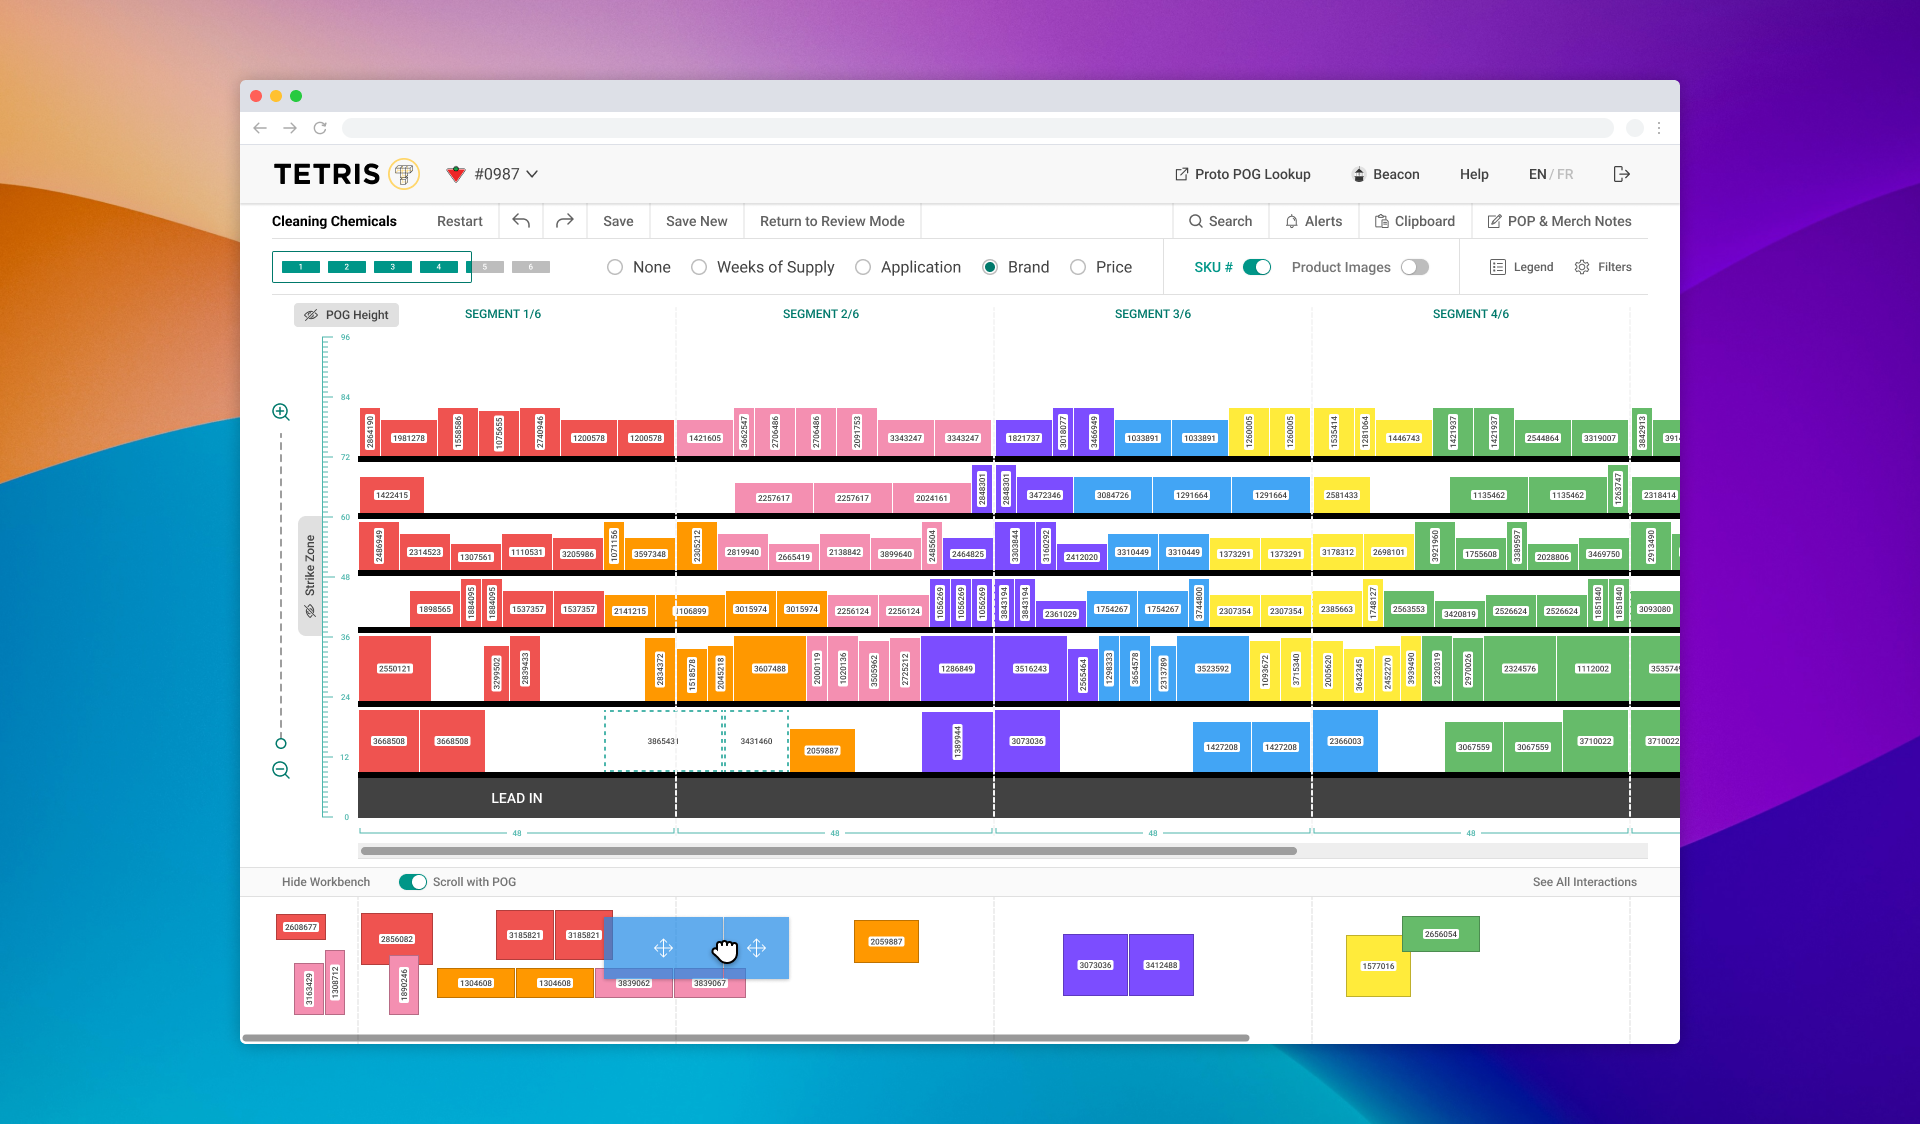 TETRIS #0987 Proto POG Lookup Beacon Help EN / FR
Cleaning Chemicals Restart Save Save New Return to Review Mode Search Alerts Clipboard POP & Merch Notes
1 2 3 4 5 6 None Weeks of Supply Application Brand Price SKU # Product Images Legend Filters
POG Height SEGMENT 1/6 SEGMENT 2/6 SEGMENT 3/6 SEGMENT 4/6
96
84
2864190 1981278 1558586 1075655 2740946 1200578 1200578 1421605 3662547 2706486 2706486 2091753 3343247 3343247 1821737 3018077 3466949 1033891 1033891 1260005 1260005 1535414 1281064 1446743 1421937 1421937 2544864 3319007 3842913 391
72
1422415 2257617 2257617 2024161 2848301 2848301 3472346 3084726 1291664 1291664 2581433 1135462 1135462 1263747 2318414
60
2486949 2314523 1307561 1110531 3205986 1071156 3597348 2305212 2819940 2665419 2138842 3899640 2485604 2464825 3303844 3160292 2412020 3310449 3310449 1373291 1373291 3178312 2698101 3921960 1755608 3389597 2028806 3469750 2913490
Strike Zone
48
1898565 1884095 1884095 1537357 1537357 2141215 106899 3015974 3015974 2256124 2256124 1056269 1056269 1056269 3843194 3843194 2361029 1754267 1754267 3744800 2307354 2307354 2385663 1748127 2563553 3420819 2526624 2526624 1851840 1851840 3093080
36
2550121 3299502 2839433 2834372 1518578 2045218 3607488 2000119 1020136 3505962 2725212 1286849 3516243 2565464 1298333 3654578 2313789 3523592 1093672 3715340 2005620 3642345 2452270 3939490 2320319 2970026 2324576 1112002 353574
24
3668508 3668508 3865431 3431460 2059887 1389944 3073036 1427208 1427208 2366003 3067559 3067559 3710022 3710022
12
LEAD IN
0
48 48 48 48
Hide Workbench Scroll with POG See All Interactions
2608677 2856082 3185821 3185821 2059887 2656054
3163429 1308712 1890246 1304608 1304608 3839062 3839067 3073036 3412488 1577016